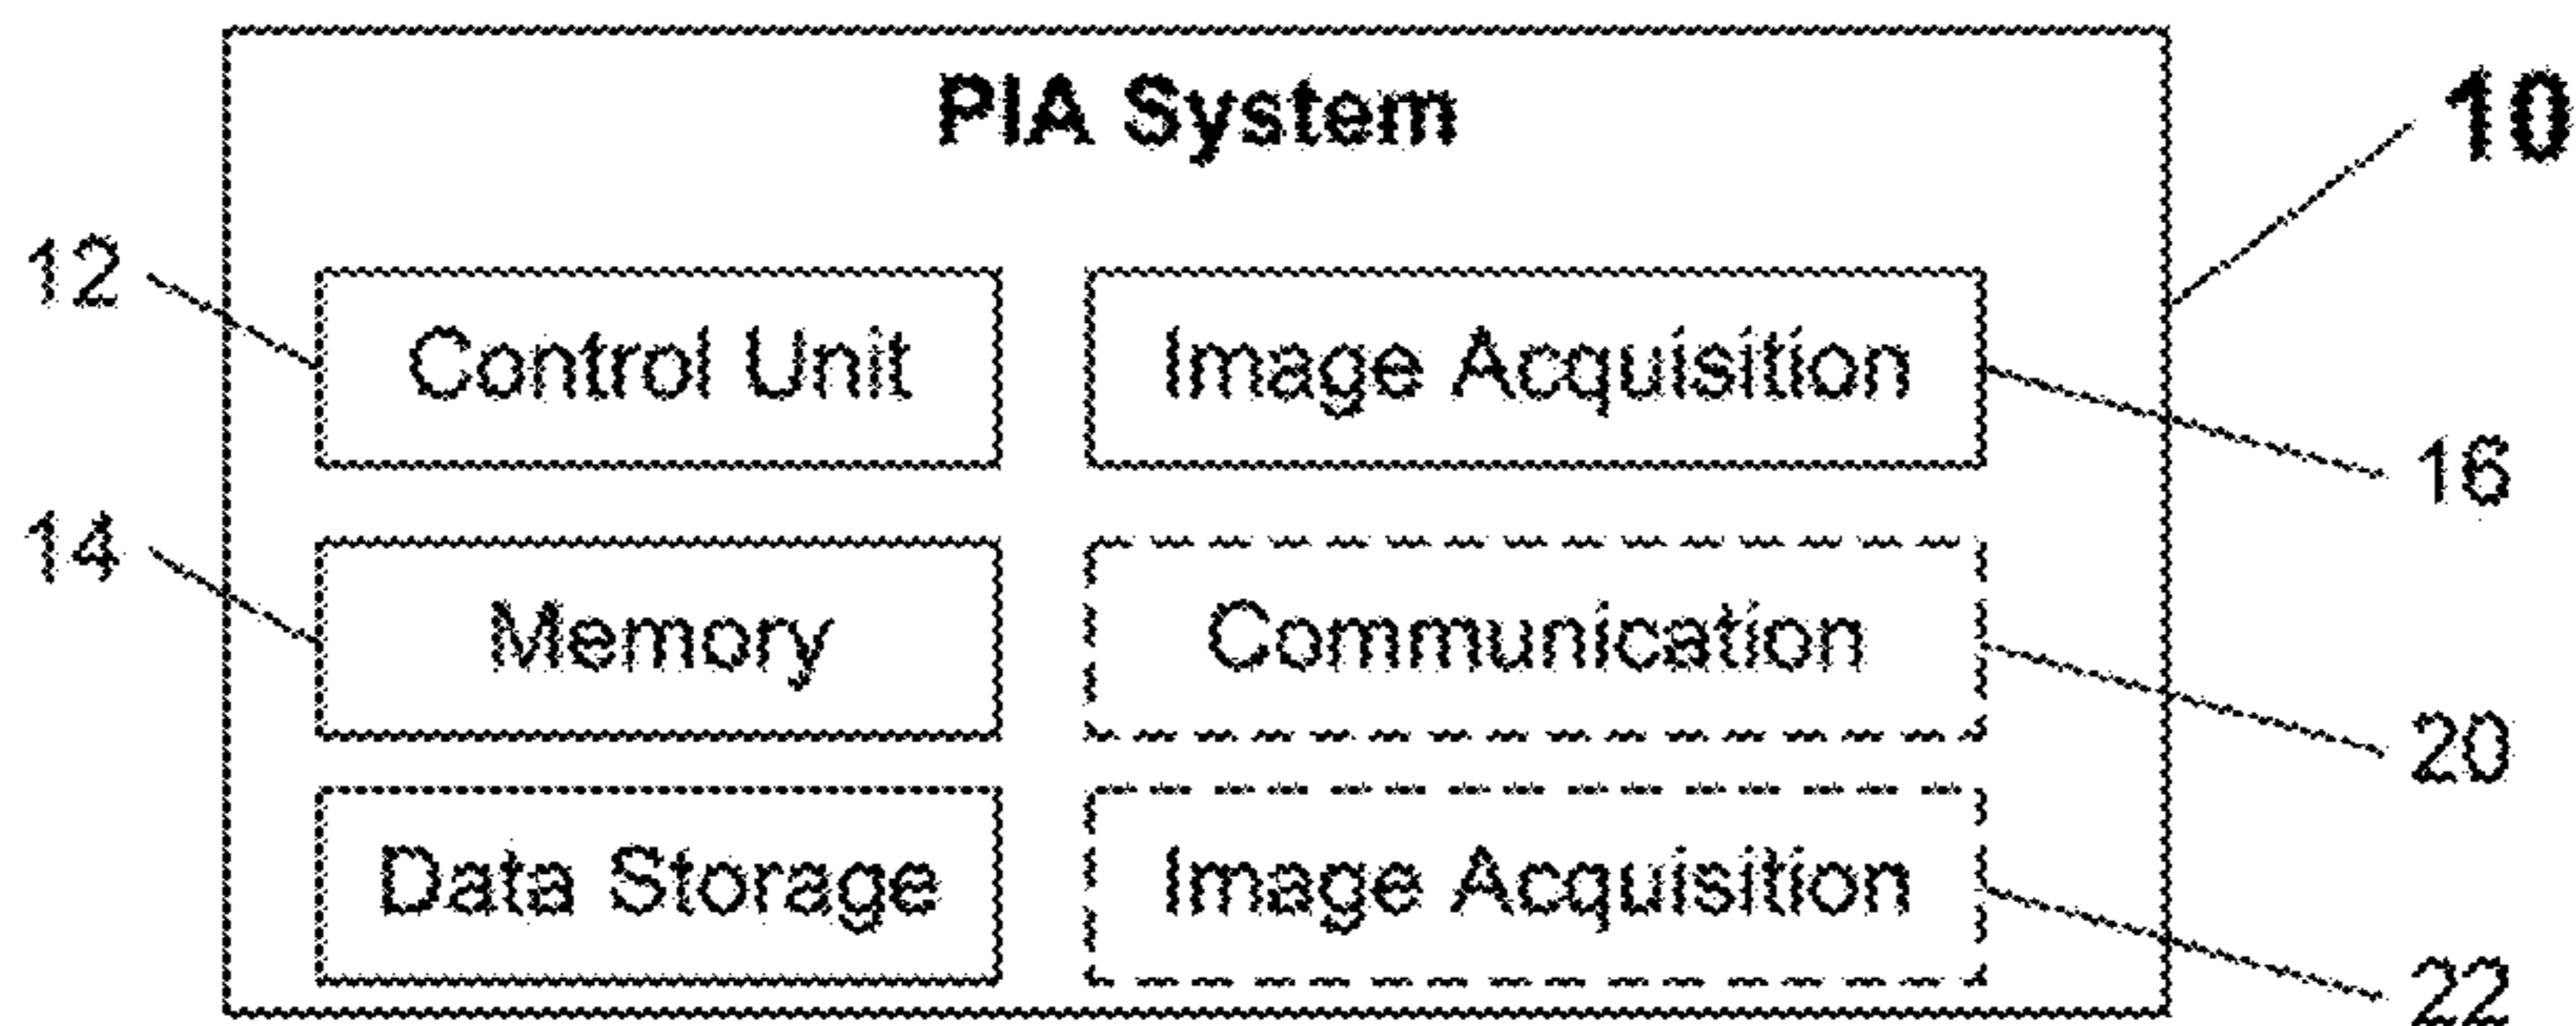 PIA System
10
12
Control Unit
Image Acquisition
16
14
Memory
Communication
20
Data Storage
Image Acquisition
22